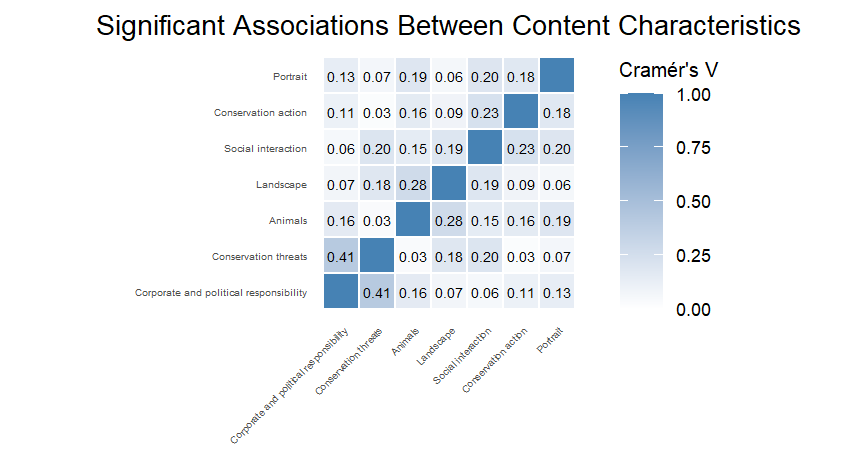 Significant Associations Between Content Characteristics
Portrait 0.13 0.07 0.19 0.06 0.20 0.18
Conservation action 0.11 0.03 0.16 0.09 0.23 0.18
Social interaction 0.06 0.20 0.15 0.19 0.23 0.20
Landscape 0.07 0.18 0.28 0.19 0.09 0.06
Animals 0.16 0.03 0.28 0.15 0.16 0.19
Conservation threats 0.41 0.03 0.18 0.20 0.03 0.07
Corporate and political responsibility 0.41 0.16 0.07 0.06 0.11 0.13
Corporate and political responsibility
Conservation threats
Animals
Landscape
Social interaction
Conservation action
Portrait
Cramér's V
1.00
0.75
0.50
0.25
0.00